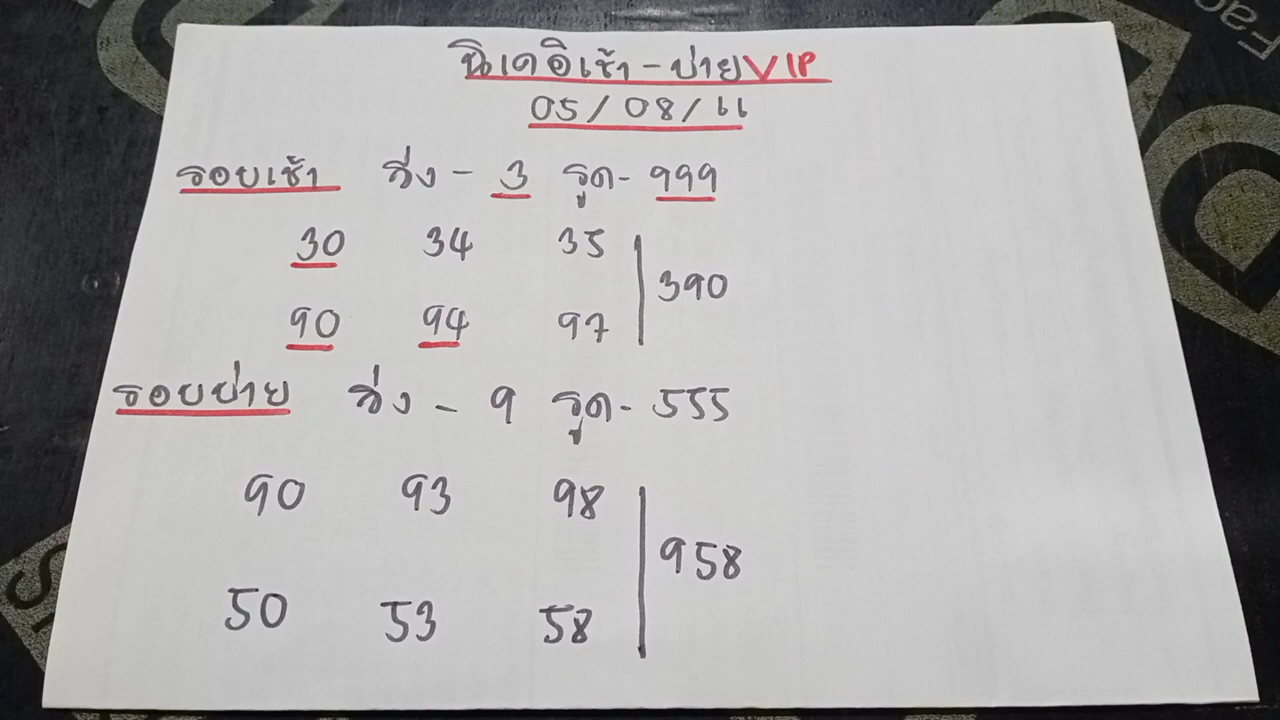 นิเคอิเช้า-บ่ายVIP
05/08/66
รอบเช้า วิ่ง - 3 รูด - 999
30 34 35
390
90 94 97
รอบบ่าย วิ่ง - 9 รูด - 555
90 93 98
958
50 53 58